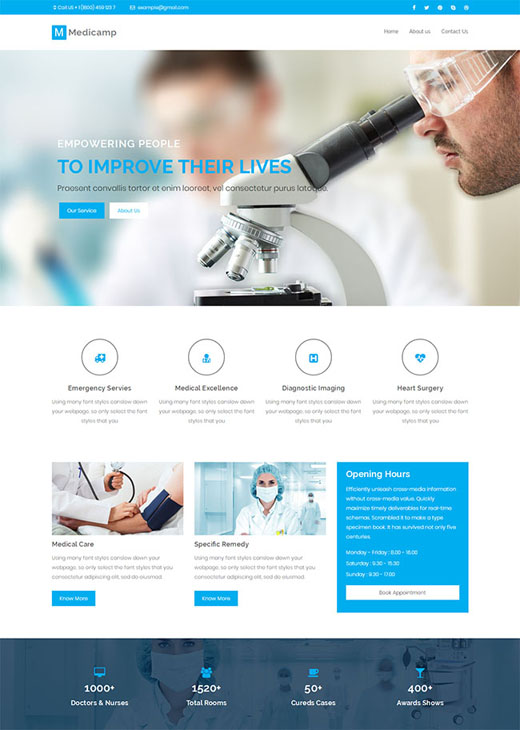 Call US + 1 (800) 459 123 7
example@gmail.com
M Medicamp
Home
About us
Contact Us
EMPOWERING PEOPLE
TO IMPROVE THEIR LIVES
Praesent convallis tortor et enim laoreet, vel consectetur purus latoque.
Our Service
About Us
Emergency Servies
Using many font styles canslow down
your webpage, so only select the font
styles that you
Medical Excellence
Using many font styles canslow down
your webpage, so only select the font
styles that you
Diagnostic Imaging
Using many font styles canslow down
your webpage, so only select the font
styles that you
Heart Surgery
Using many font styles canslow down
your webpage, so only select the font
styles that you
Medical Care
Using many font styles canslow down your
webpage, so only select the font styles that you
consectetur adipiscing elit, sed do eiusmod.
Know More
Specific Remedy
Using many font styles canslow down your
webpage, so only select the font styles that you
consectetur adipiscing elit, sed do eiusmod.
Know More
Opening Hours
Efficiently unleash cross-media information
without cross-media value. Quickly
maximize timely deliverables for real-time
schemas. Scrambled it to make a type
specimen book. It has survived not only five
centuries.
Monday - Friday : 8.00 - 18.00
Saturday : 9.30 - 15.30
Sunday : 9.30 - 17.00
Book Appointment
1000+
Doctors & Nurses
1520+
Total Rooms
50+
Cureds Cases
400+
Awards Shows